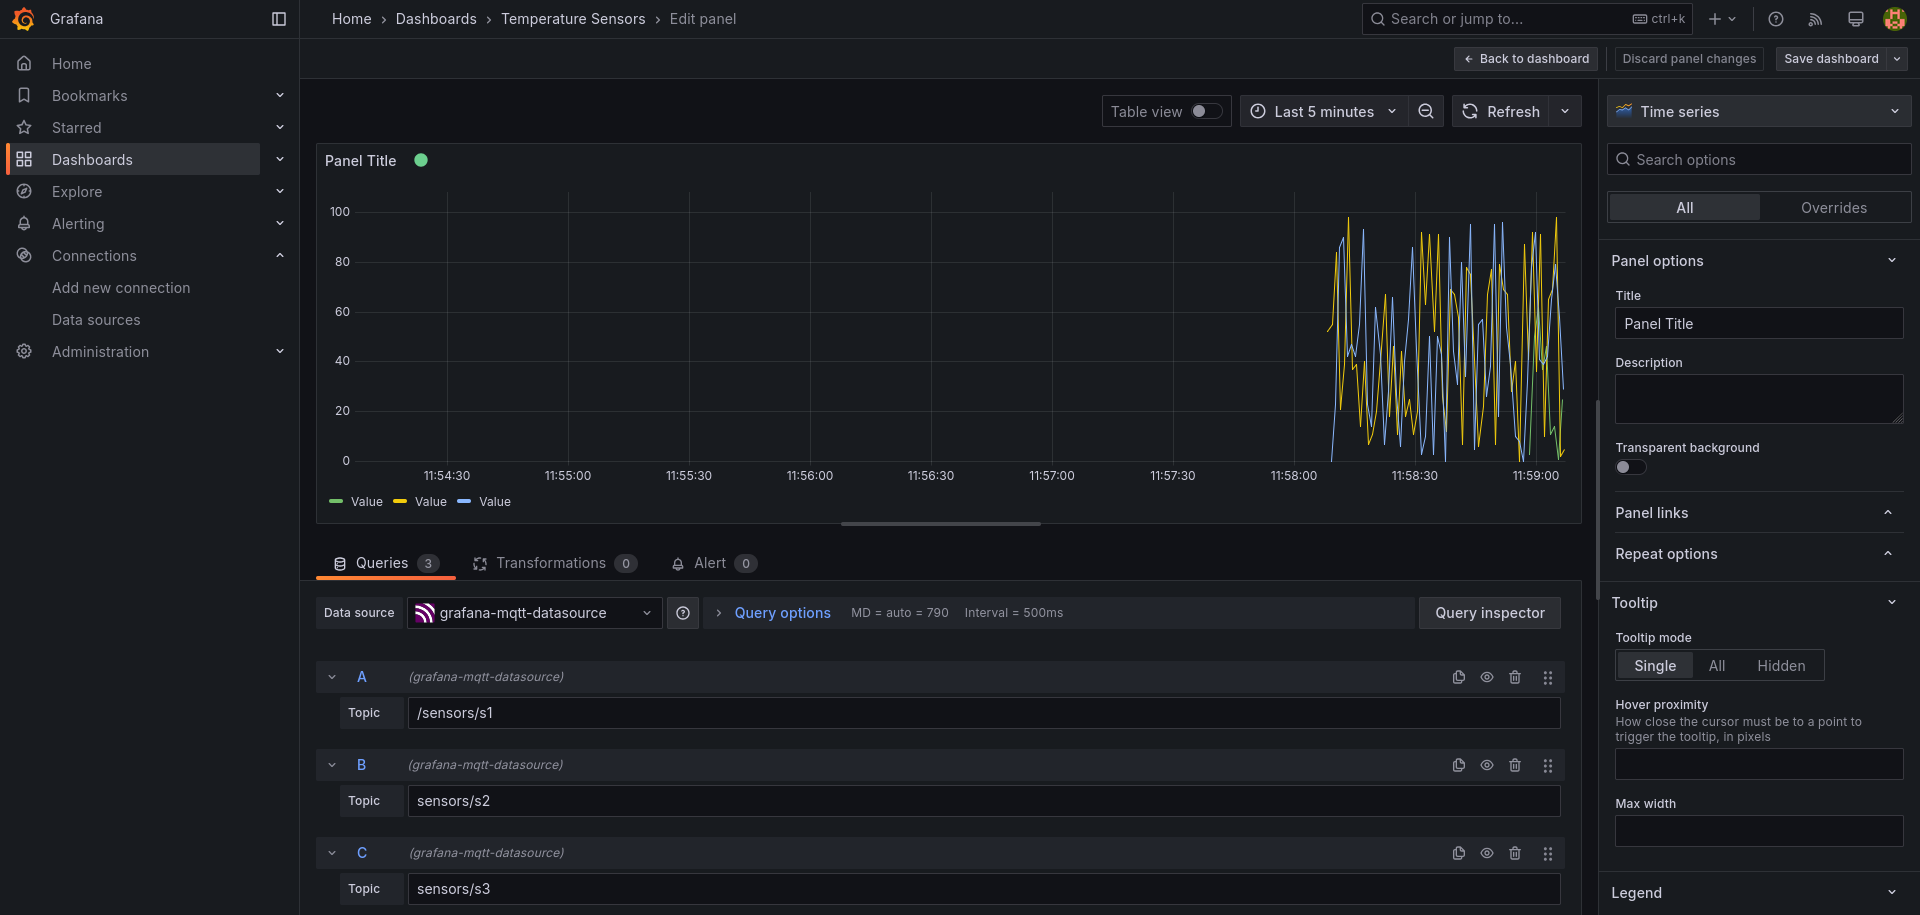 Grafana
Home › Dashboards › Temperature Sensors › Edit panel
Search or jump to...
ctrl+k
Back to dashboard
Discard panel changes
Save dashboard
Home
Bookmarks
Starred
Dashboards
Explore
Alerting
Connections
Add new connection
Data sources
Administration
Table view
Last 5 minutes
Refresh
Panel Title
100
80
60
40
20
0
11:54:30 11:55:00 11:55:30 11:56:00 11:56:30 11:57:00 11:57:30 11:58:00 11:58:30 11:59:00
Value Value Value
Queries 3
Transformations 0
Alert 0
Data source
grafana-mqtt-datasource
Query options
MD = auto = 790
Interval = 500ms
Query inspector
A (grafana-mqtt-datasource)
Topic /sensors/s1
B (grafana-mqtt-datasource)
Topic sensors/s2
C (grafana-mqtt-datasource)
Topic sensors/s3
Time series
Search options
All
Overrides
Panel options
Title
Panel Title
Description
Transparent background
Panel links
Repeat options
Tooltip
Tooltip mode
Single All Hidden
Hover proximity
How close the cursor must be to a point to
trigger the tooltip, in pixels
Max width
Legend